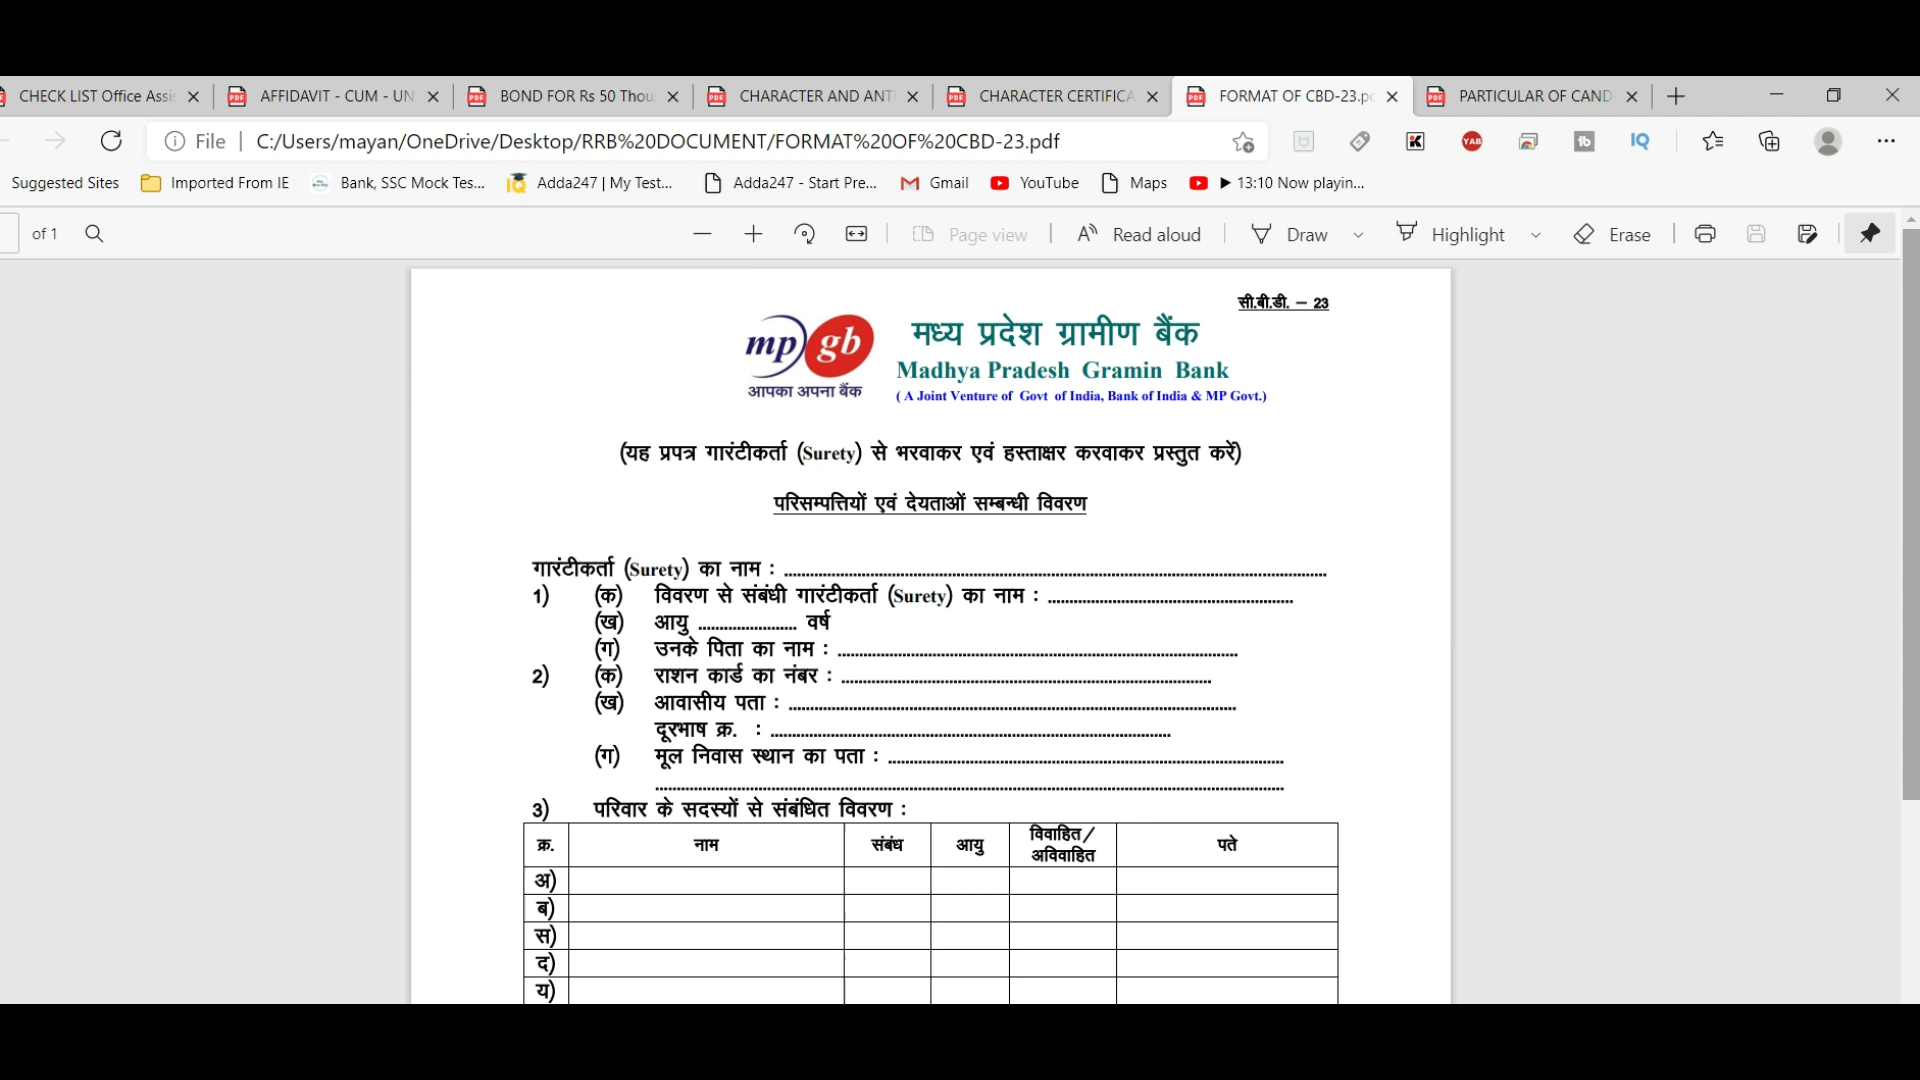 CHECK LIST Office Assi
AFFIDAVIT - CUM - UN
BOND FOR Rs 50 Thou
CHARACTER AND ANT
CHARACTER CERTIFICA
FORMAT OF CBD-23.p
PARTICULAR OF CAND
File | C:/Users/mayan/OneDrive/Desktop/RRB%20DOCUMENT/FORMAT%20OF%20CBD-23.pdf
YAB
tb
IQ
Suggested Sites
Imported From IE
Bank, SSC Mock Tes...
Adda247 | My Test...
Adda247 - Start Pre...
Gmail
YouTube
Maps
▶ 13:10 Now playin...
of 1
Page view
Read aloud
Draw
Highlight
Erase
सी.बी.डी. – 23
mp gb
आपका अपना बैंक
मध्य प्रदेश ग्रामीण बैंक
Madhya Pradesh Gramin Bank
( A Joint Venture of Govt of India, Bank of India & MP Govt.)
(यह प्रपत्र गारंटीकर्ता (Surety) से भरवाकर एवं हस्ताक्षर करवाकर प्रस्तुत करें)
परिसम्पत्तियों एवं देयताओं सम्बन्धी विवरण
गारंटीकर्ता (Surety) का नाम : ............
1) (क) विवरण से संबंधी गारंटीकर्ता (Surety) का नाम : ............
(ख) आयु ............ वर्ष
(ग) उनके पिता का नाम : ............
2) (क) राशन कार्ड का नंबर : ............
(ख) आवासीय पता : ............
दूरभाष क्र. : ............
(ग) मूल निवास स्थान का पता : ............
............
3) परिवार के सदस्यों से संबंधित विवरण :
क्र. नाम संबंध आयु विवाहित/ अविवाहित पते
अ)
ब)
स)
द)
य)